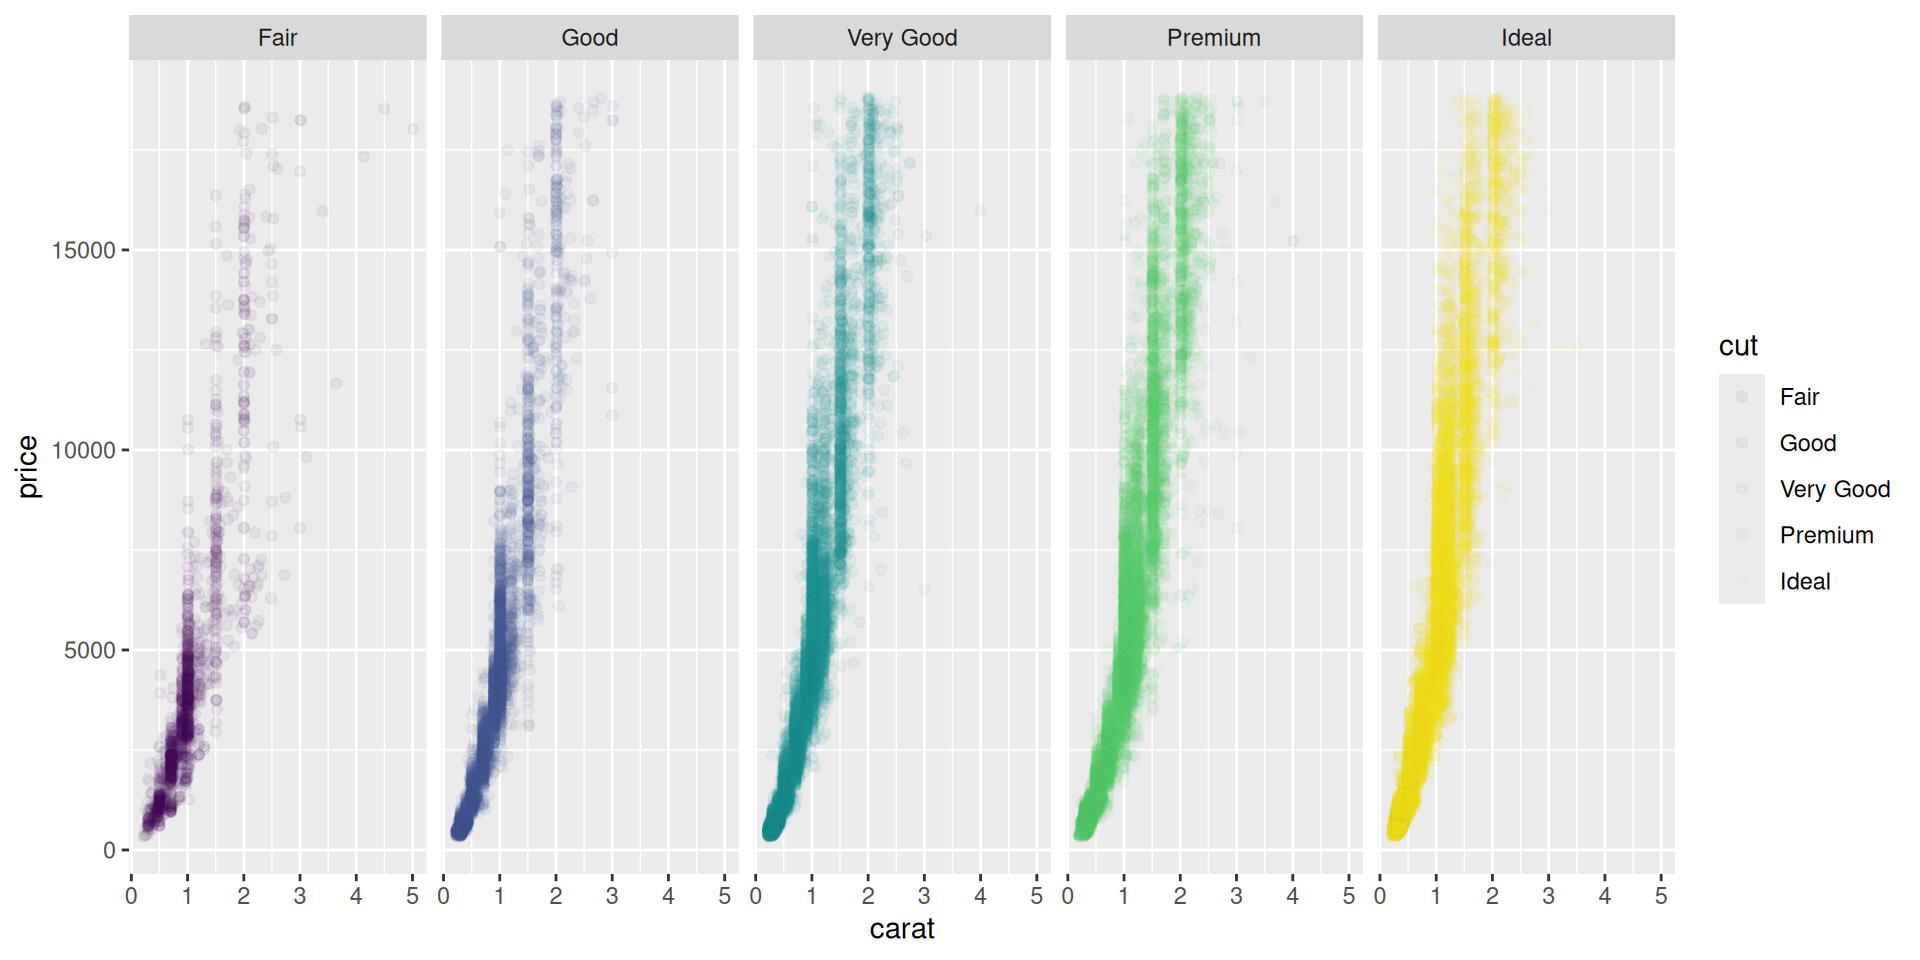 Fair Good Very Good Premium Ideal
15000
10000
5000
0
price
0 1 2 3 4 5 0 1 2 3 4 5 0 1 2 3 4 5 0 1 2 3 4 5 0 1 2 3 4 5
carat
cut
Fair
Good
Very Good
Premium
Ideal